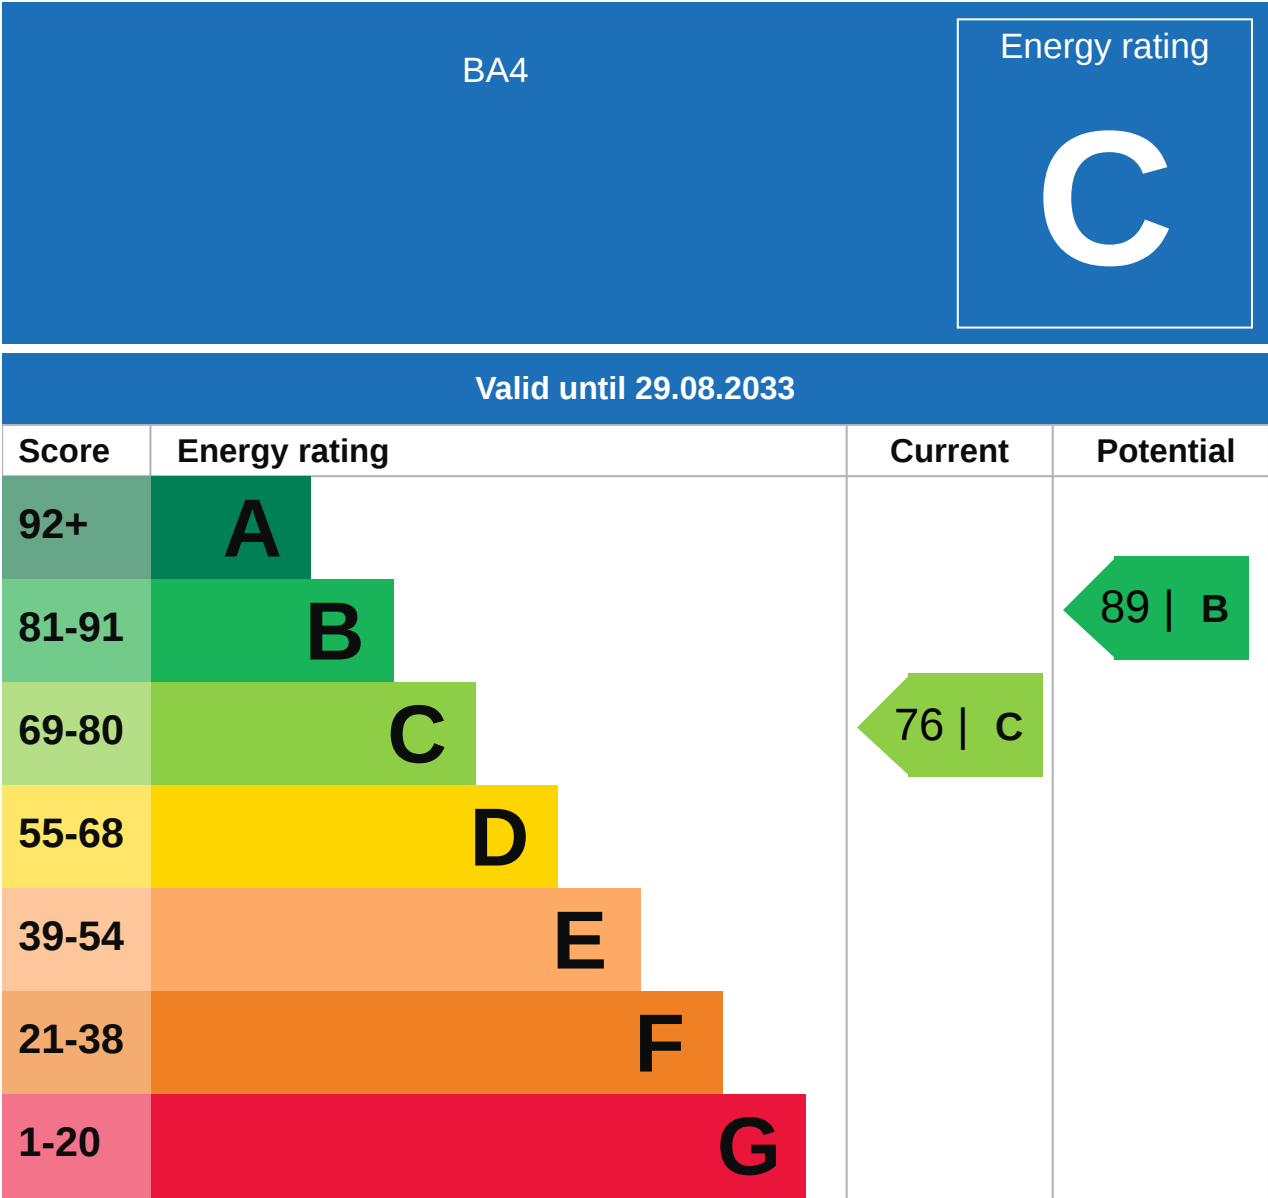 BA4
Energy rating
C
Valid until 29.08.2033
Score Energy rating Current Potential
92+ A
81-91 B
89 | B
69-80 C
76 | C
55-68 D
39-54 E
21-38 F
1-20 G